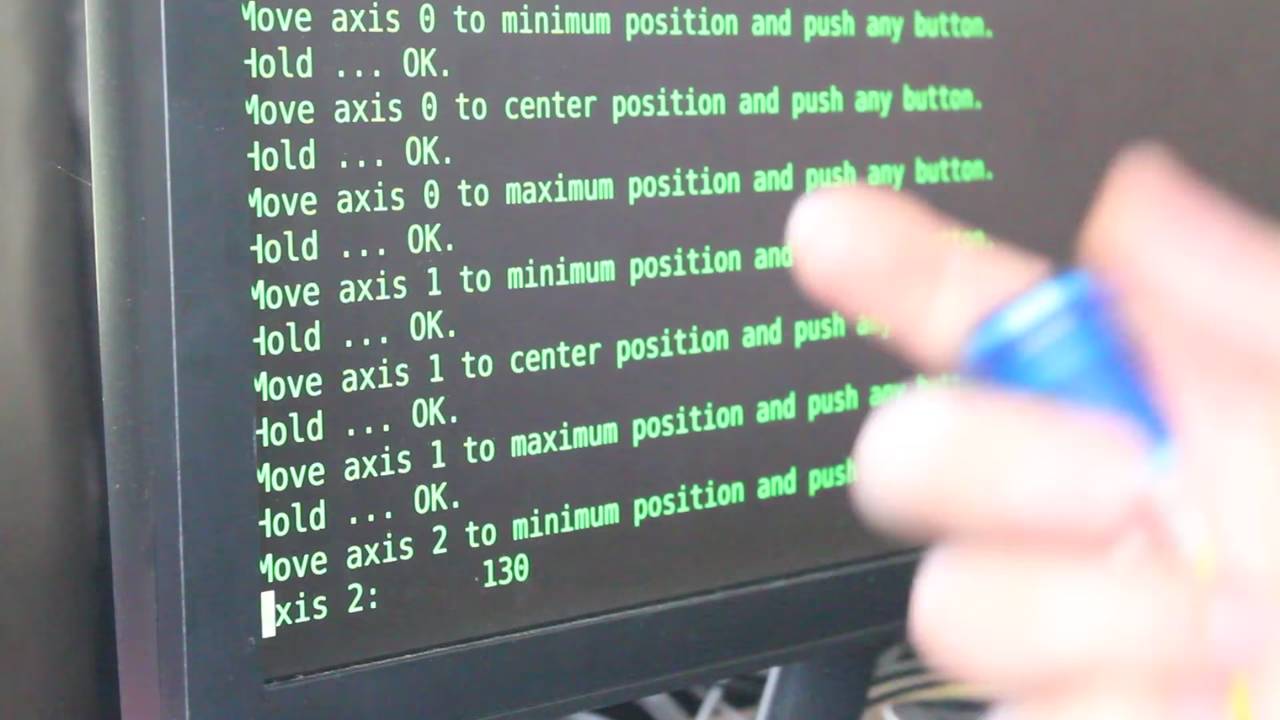 Move axis 0 to minimum position and push any button.
Hold ... OK.
Move axis 0 to center position and push any button.
Hold ... OK.
Move axis 0 to maximum position and push any button.
Hold ... OK.
Move axis 1 to minimum position and
Hold ... OK.
Move axis 1 to center position and push any
Hold ... OK.
Move axis 1 to maximum position and push any
Hold ... OK.
Move axis 2 to minimum position and push
xis 2: 130